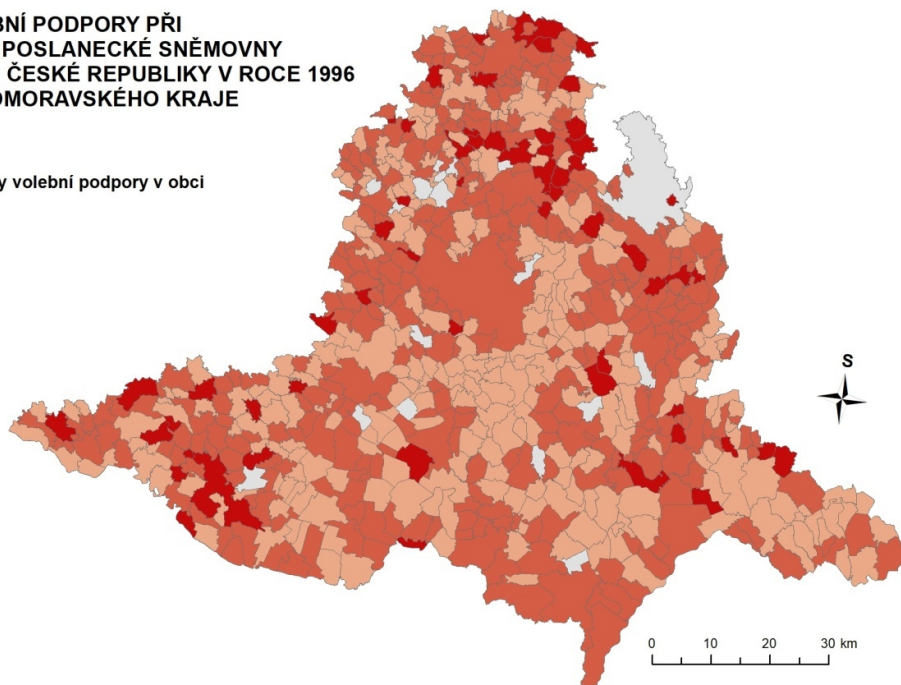 BNÍ PODPORY PŘI
POSLANECKÉ SNĚMOVNY
ČESKÉ REPUBLIKY V ROCE 1996
OMORAVSKÉHO KRAJE
y volební podpory v obci
S
0 10 20 30 km